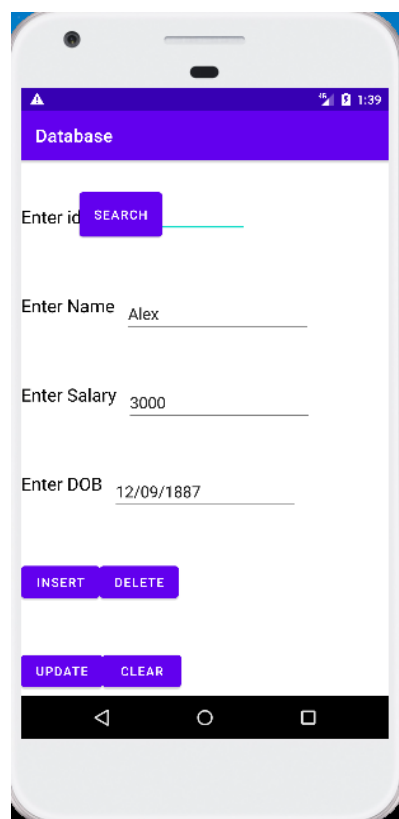 1:39
Database
Enter id SEARCH
Enter Name Alex
Enter Salary 3000
Enter DOB 12/09/1887
INSERT DELETE
UPDATE CLEAR